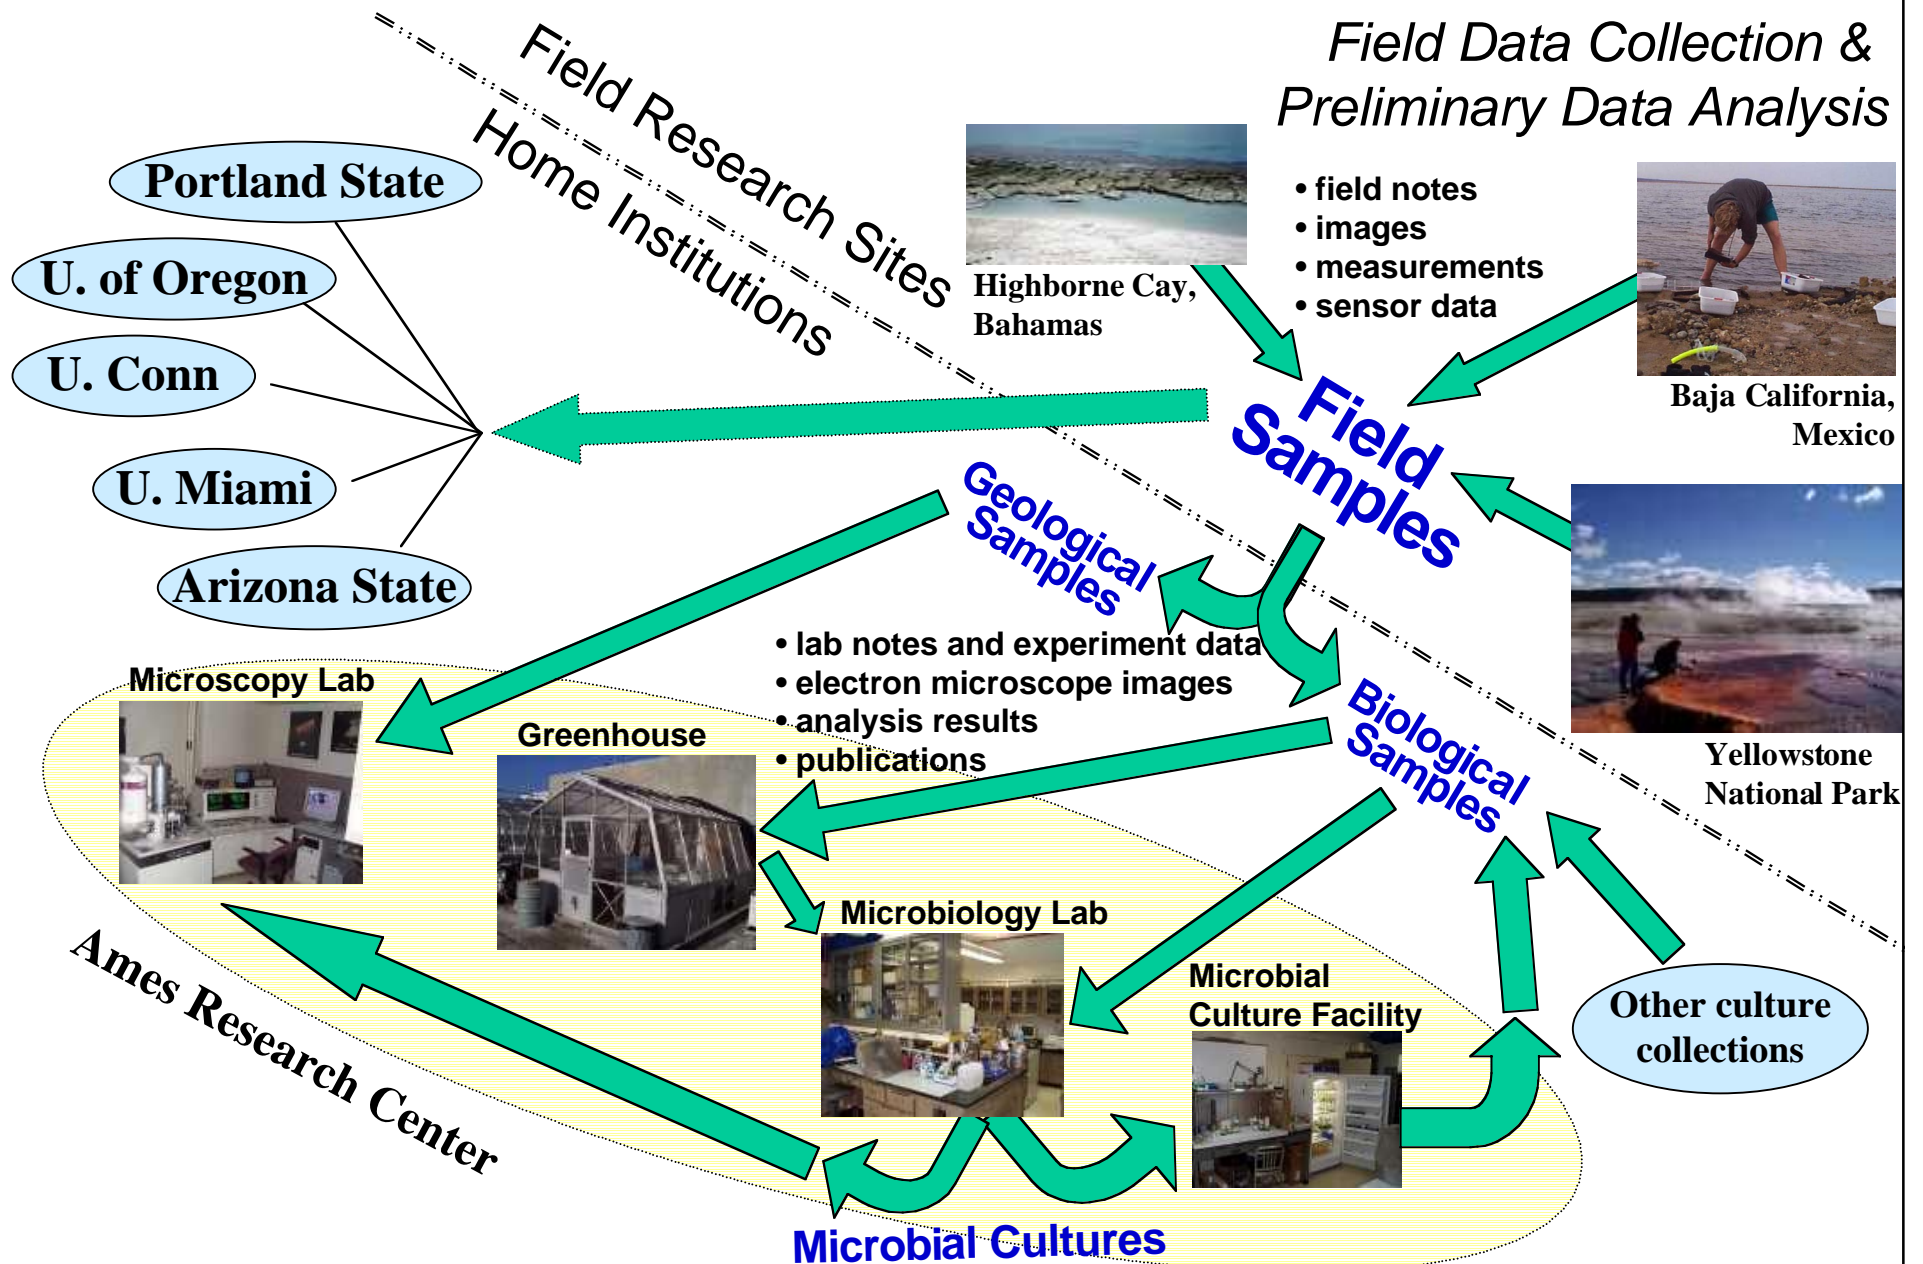 Field Data Collection &
Preliminary Data Analysis
Field Research Sites
Home Institutions
Portland State
U. of Oregon
U. Conn
U. Miami
Arizona State
Highborne Cay,
Bahamas
• field notes
• images
• measurements
• sensor data
Baja California,
Mexico
Field
Samples
Geological
Samples
Yellowstone
National Park
• lab notes and experiment data
• electron microscope images
• analysis results
• publications
Biological
Samples
Microscopy Lab
Greenhouse
Microbiology Lab
Microbial
Culture Facility
Other culture
collections
Ames Research Center
Microbial Cultures